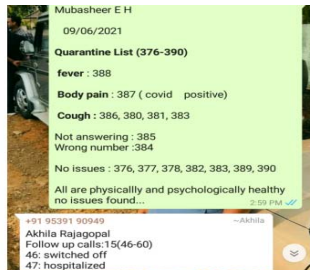 Mubasheer E H
09/06/2021
Quarantine List (376-390)
fever : 388
Body pain : 387 ( covid positive)
Cough : 386, 380, 381, 383
Not answering : 385
Wrong number :384
No issues : 376, 377, 378, 382, 383, 389, 390
All are physicallly and psychologically healthy
no issues found...
2:59 PM
+91 95391 90949 ~Akhila
Akhila Rajagopal
Follow up calls:15(46-60)
46: switched off
47: hospitalized